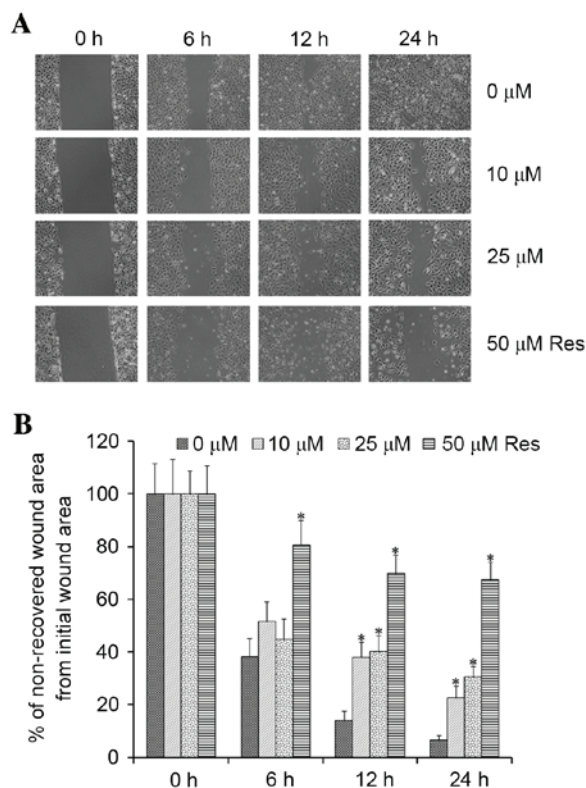 A
0 h 6 h 12 h 24 h
0 μM
10 μM
25 μM
50 μM Res
B
0 μM 10 μM 25 μM 50 μM Res
% of non-recovered wound area
from initial wound area
120
100
80
60
40
20
0
*
*
*
*
*
*
*
0 h 6 h 12 h 24 h